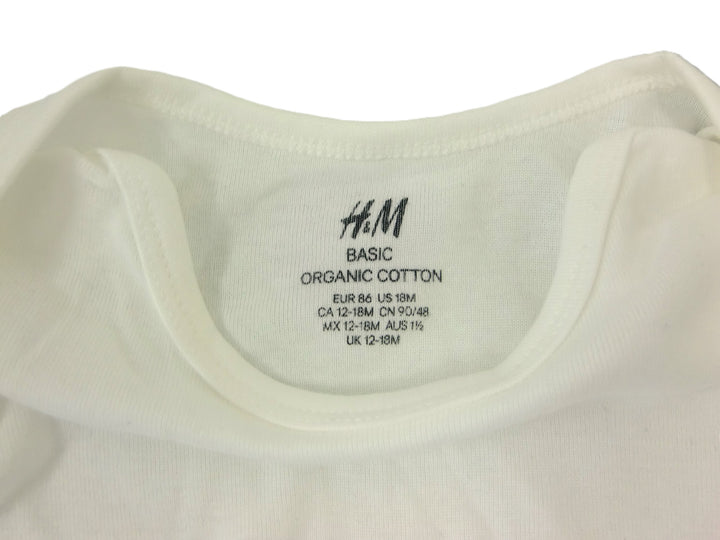 H&M
BASIC
ORGANIC COTTON
EUR 86 US 18M
CA 12-18M CN 90/48
MX 12-18M AUS 1½
UK 12-18M